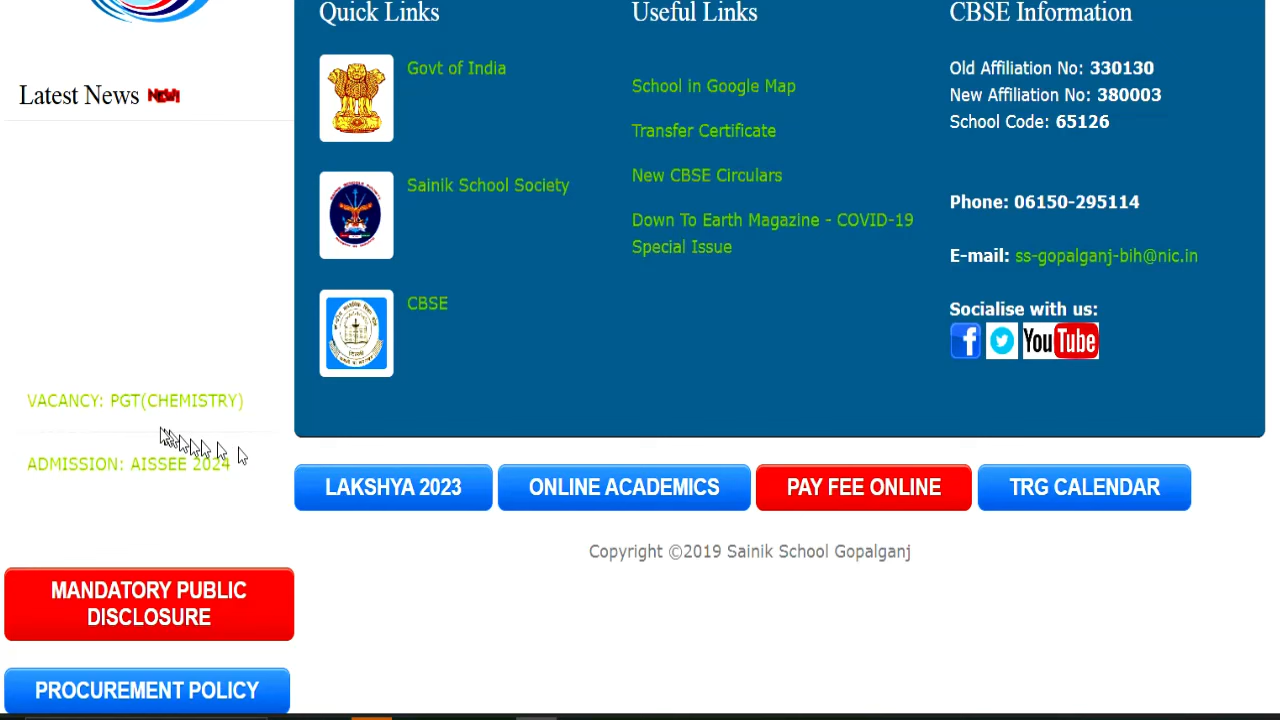 Latest News NEW!
VACANCY: PGT(CHEMISTRY)
ADMISSION: AISSEE 2024
MANDATORY PUBLIC
DISCLOSURE
PROCUREMENT POLICY
Quick Links
Govt of India
Sainik School Society
CBSE
Useful Links
School in Google Map
Transfer Certificate
New CBSE Circulars
Down To Earth Magazine - COVID-19
Special Issue
CBSE Information
Old Affiliation No: 330130
New Affiliation No: 380003
School Code: 65126
Phone: 06150-295114
E-mail: ss-gopalganj-bih@nic.in
Socialise with us:
f YouTube
LAKSHYA 2023
ONLINE ACADEMICS
PAY FEE ONLINE
TRG CALENDAR
Copyright ©2019 Sainik School Gopalganj